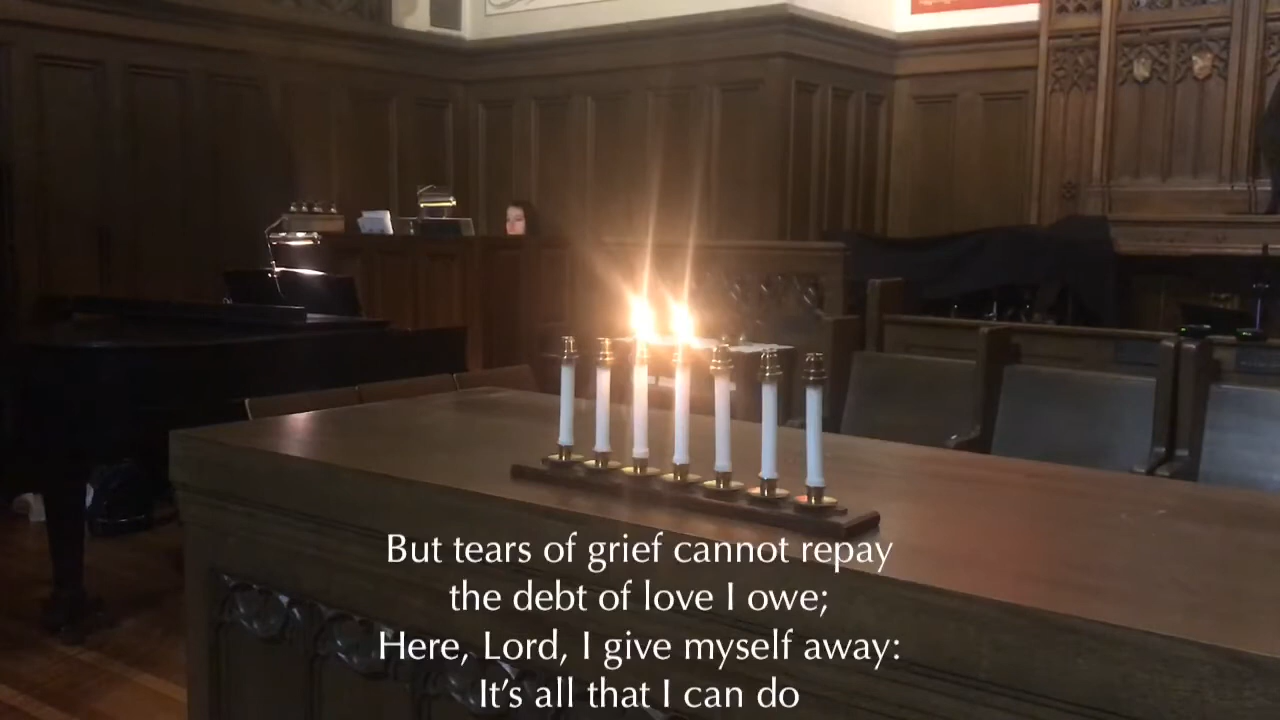 But tears of grief cannot repay
the debt of love I owe;
Here, Lord, I give myself away:
It's all that I can do